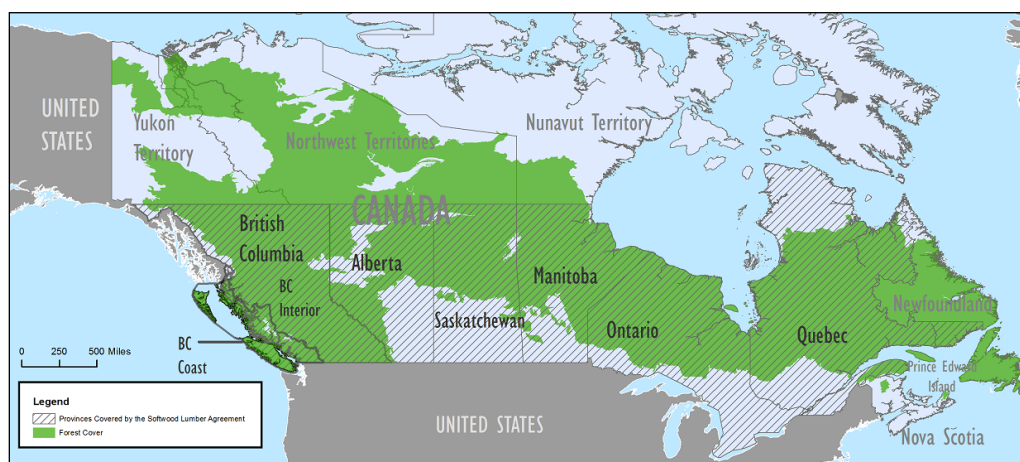 UNITED
STATES
Yukon
Territory
Northwest Territories
Nunavut Territory
CANADA
British
Columbia
Alberta
BC
Interior
Manitoba
Saskatchewan
Ontario
Quebec
Newfoundland
BC
Coast
0 250 500 Miles
Prince Edward
Island
Legend
Provinces Covered by the Softwood Lumber Agreement
Forest Cover
UNITED STATES
Nova Scotia